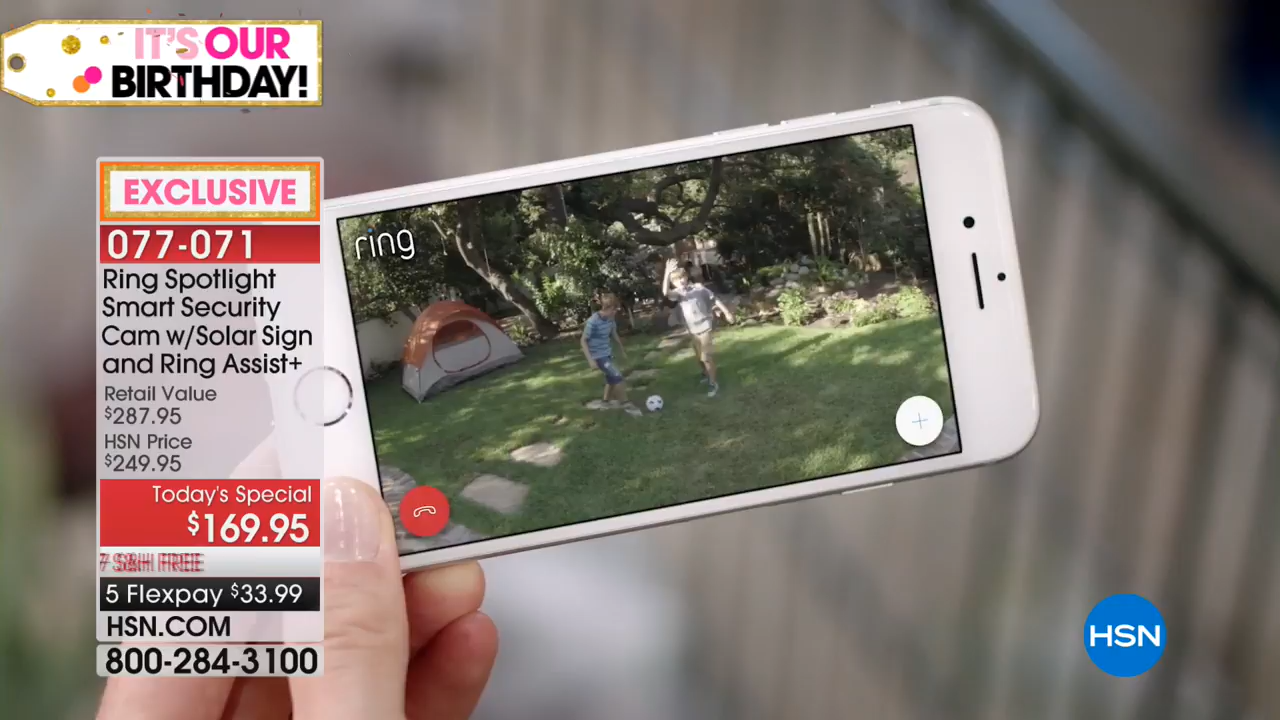 IT'S OUR
BIRTHDAY!
EXCLUSIVE
077-071
Ring Spotlight
Smart Security
Cam w/Solar Sign
and Ring Assist+
Retail Value
$287.95
HSN Price
$249.95
Today's Special
$169.95
S&H FREE
5 Flexpay $33.99
HSN.COM
800-284-3100
ring
HSN